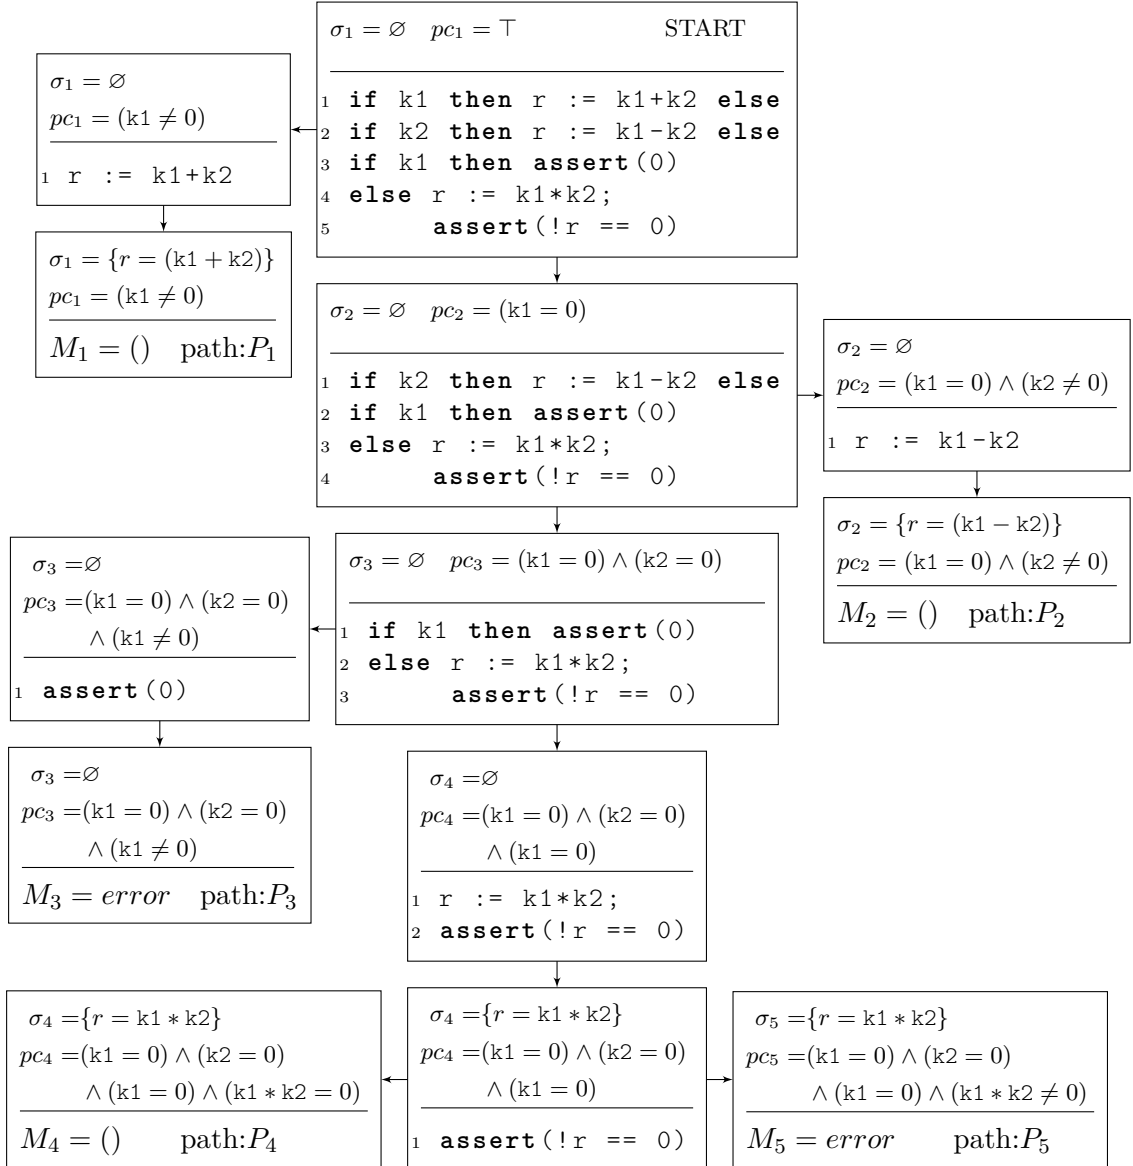 σ₁ = ∅ pc₁ = ⊤ START
1 if k1 then r := k1+k2 else
2 if k2 then r := k1-k2 else
3 if k1 then assert(0)
4 else r := k1*k2;
5 assert(!r == 0)
σ₁ = ∅
pc₁ = (k1 ≠ 0)
1 r := k1+k2
σ₁ = {r = (k1 + k2)}
pc₁ = (k1 ≠ 0)
M₁ = () path:P₁
σ₂ = ∅ pc₂ = (k1 = 0)
1 if k2 then r := k1-k2 else
2 if k1 then assert(0)
3 else r := k1*k2;
4 assert(!r == 0)
σ₂ = ∅
pc₂ = (k1 = 0) ∧ (k2 ≠ 0)
1 r := k1-k2
σ₂ = {r = (k1 − k2)}
pc₂ = (k1 = 0) ∧ (k2 ≠ 0)
M₂ = () path:P₂
σ₃ = ∅ pc₃ = (k1 = 0) ∧ (k2 = 0)
1 if k1 then assert(0)
2 else r := k1*k2;
3 assert(!r == 0)
σ₃ =∅
pc₃ =(k1 = 0) ∧ (k2 = 0)
∧ (k1 ≠ 0)
1 assert(0)
σ₃ =∅
pc₃ =(k1 = 0) ∧ (k2 = 0)
∧ (k1 ≠ 0)
M₃ = error path:P₃
σ₄ =∅
pc₄ =(k1 = 0) ∧ (k2 = 0)
∧ (k1 = 0)
1 r := k1*k2;
2 assert(!r == 0)
σ₄ ={r = k1 * k2}
pc₄ =(k1 = 0) ∧ (k2 = 0)
∧ (k1 = 0) ∧ (k1 * k2 = 0)
M₄ = () path:P₄
σ₄ ={r = k1 * k2}
pc₄ =(k1 = 0) ∧ (k2 = 0)
∧ (k1 = 0)
1 assert(!r == 0)
σ₅ ={r = k1 * k2}
pc₅ =(k1 = 0) ∧ (k2 = 0)
∧ (k1 = 0) ∧ (k1 * k2 ≠ 0)
M₅ = error path:P₅